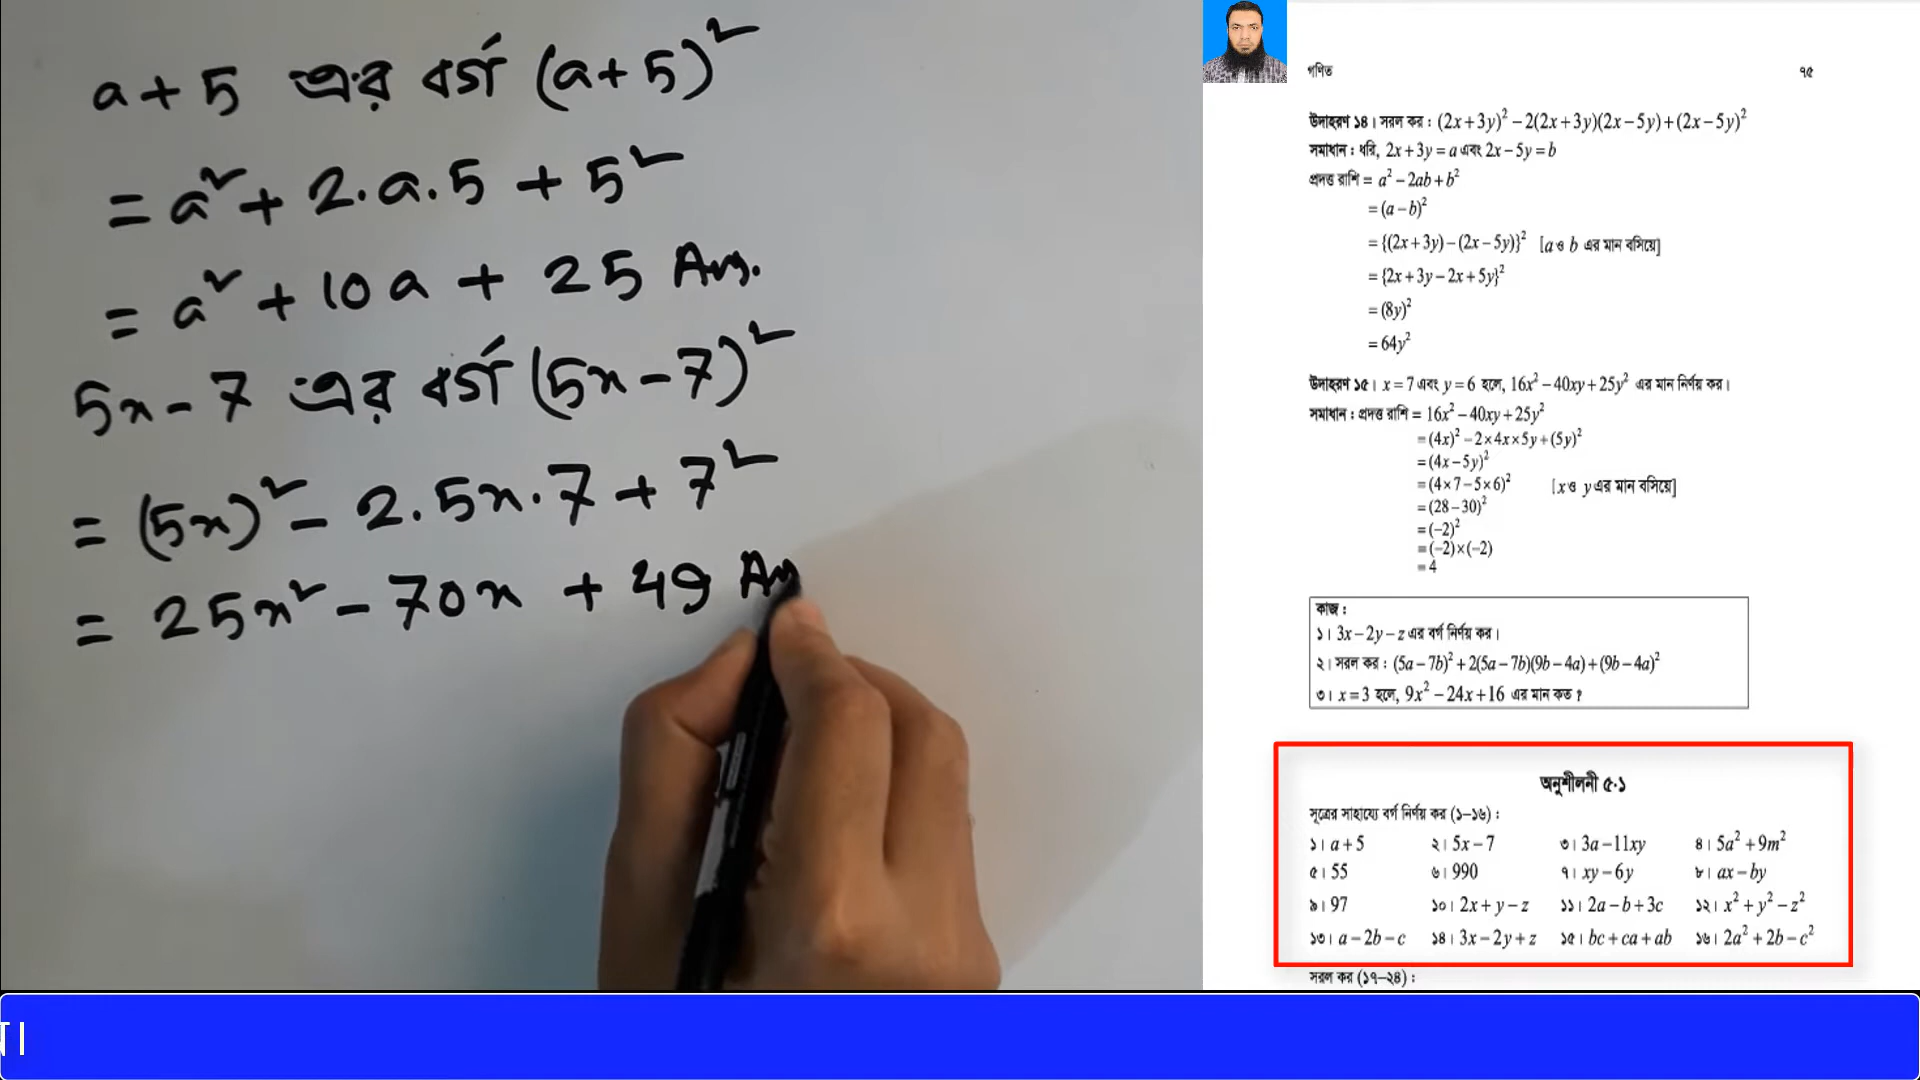 a + 5 এর বর্গ (a + 5)²
= a² + 2.a.5 + 5²
= a² + 10a + 25 Ans.
5x - 7 এর বর্গ (5x - 7)²
= (5x)² - 2.5x.7 + 7²
= 25x² - 70x + 49 An
গণিত ৭৫
উদাহরণ ১৪। সরল কর : (2x+3y)² − 2(2x+3y)(2x−5y)+(2x−5y)²
সমাধান : ধরি, 2x+3y = a এবং 2x−5y = b
প্রদত্ত রাশি = a² − 2ab + b²
= (a − b)²
= {(2x+3y)−(2x−5y)}² [a ও b এর মান বসিয়ে]
= {2x+3y−2x+5y}²
= (8y)²
= 64y²
উদাহরণ ১৫। x = 7 এবং y = 6 হলে, 16x² − 40xy + 25y² এর মান নির্ণয় কর।
সমাধান : প্রদত্ত রাশি = 16x² − 40xy + 25y²
= (4x)² − 2×4x×5y + (5y)²
= (4x−5y)²
= (4×7−5×6)² [x ও y এর মান বসিয়ে]
= (28−30)²
= (−2)²
= (−2)×(−2)
= 4
কাজ :
১। 3x−2y−z এর বর্গ নির্ণয় কর।
২। সরল কর : (5a−7b)² + 2(5a−7b)(9b−4a)+(9b−4a)²
৩। x = 3 হলে, 9x² − 24x + 16 এর মান কত ?
অনুশীলনী ৫.১
সূত্রের সাহায্যে বর্গ নির্ণয় কর (১–১৬) :
১। a+5 ২। 5x−7 ৩। 3a−11xy ৪। 5a²+9m²
৫। 55 ৬। 990 ৭। xy−6y ৮। ax−by
৯। 97 ১০। 2x+y−z ১১। 2a−b+3c ১২। x²+y²−z²
১৩। a−2b−c ১৪। 3x−2y+z ১৫। bc+ca+ab ১৬। 2a²+2b−c²
সরল কর (১৭–২৪) :